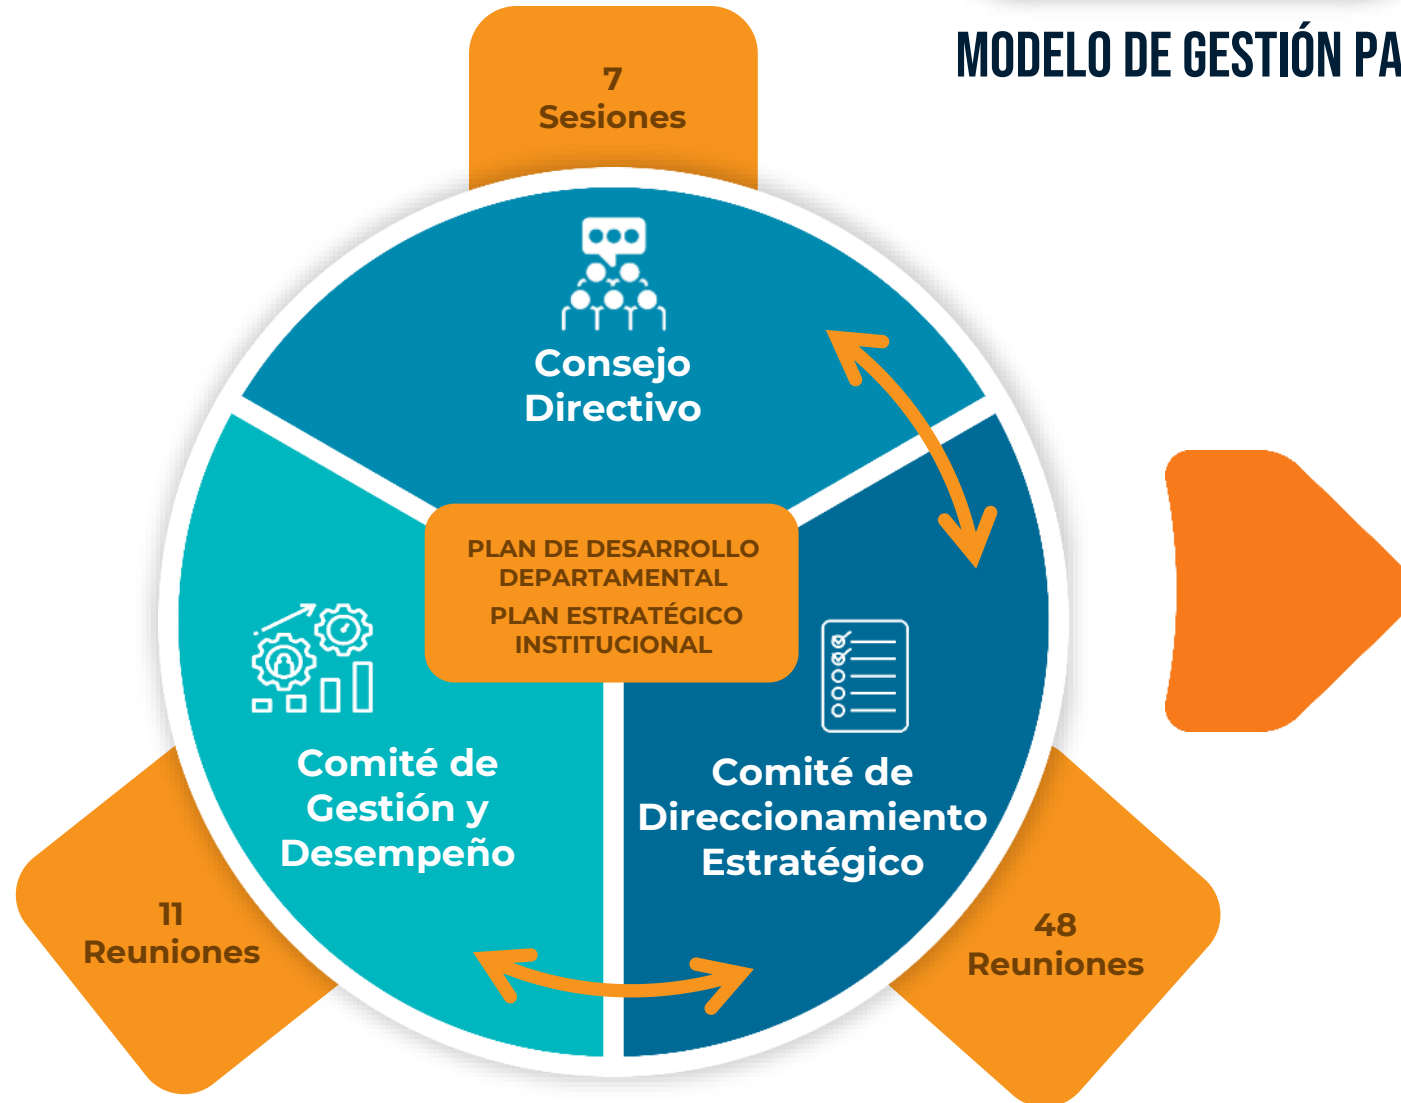 MODELO DE GESTIÓN PA
7
Sesiones
Consejo
Directivo
PLAN DE DESARROLLO
DEPARTAMENTAL
PLAN ESTRATÉGICO
INSTITUCIONAL
Comité de
Gestión y
Desempeño
Comité de
Direccionamiento
Estratégico
11
Reuniones
48
Reuniones